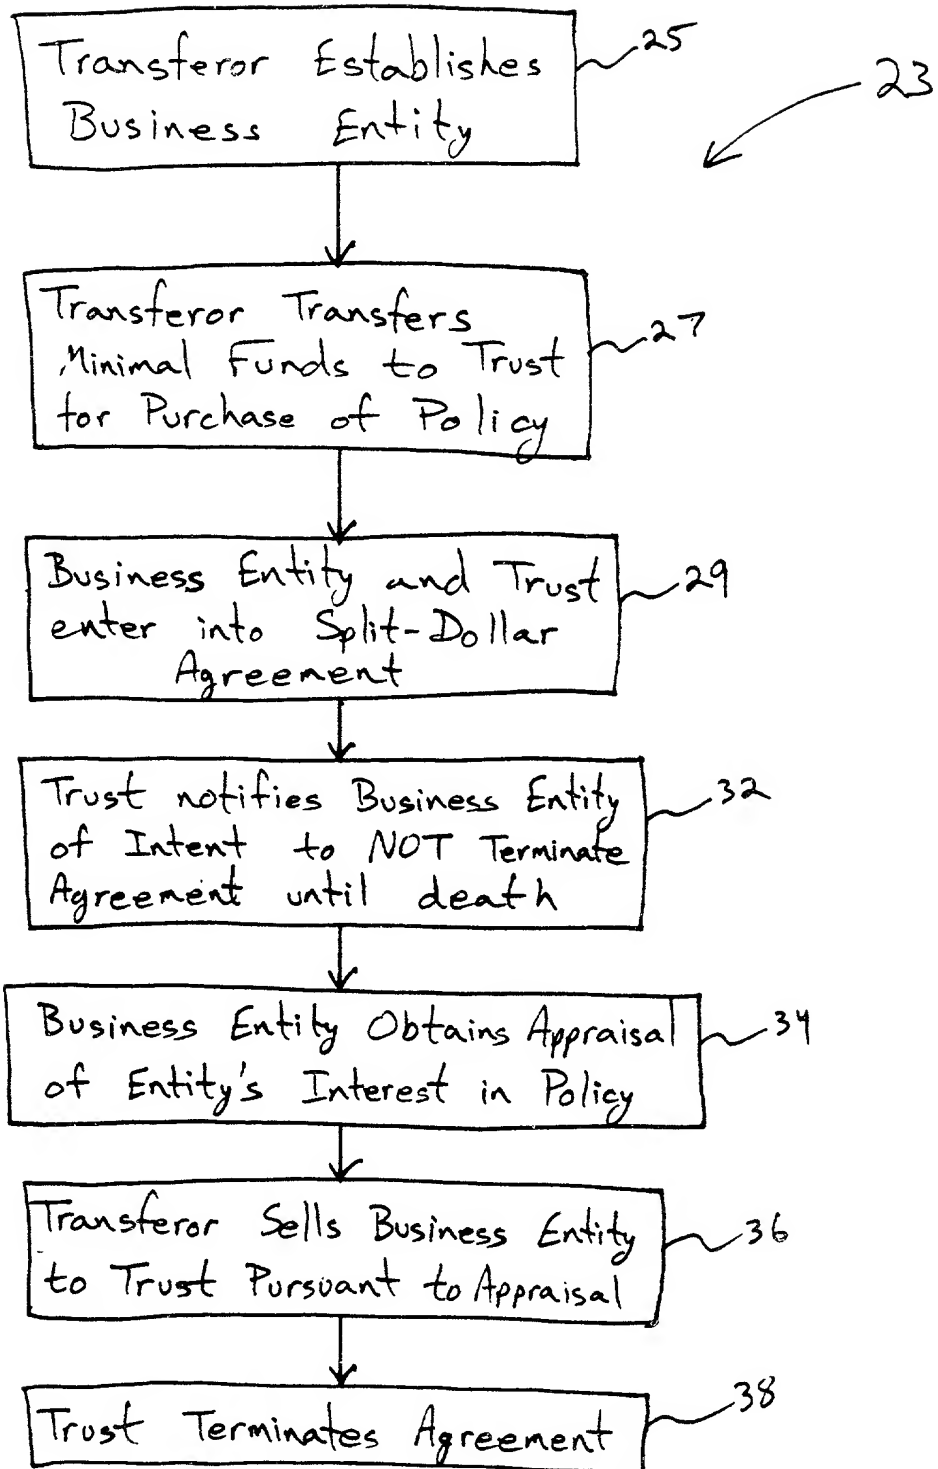 Transferor Establishes
Business Entity
25
23
Transferor Transfers
Minimal Funds to Trust
for Purchase of Policy
27
Business Entity and Trust
enter into Split-Dollar
Agreement
29
Trust notifies Business Entity
of Intent to NOT Terminate
Agreement until death
32
Business Entity Obtains Appraisal
of Entity's Interest in Policy
34
Transferor Sells Business Entity
to Trust Pursuant to Appraisal
36
Trust Terminates Agreement
38